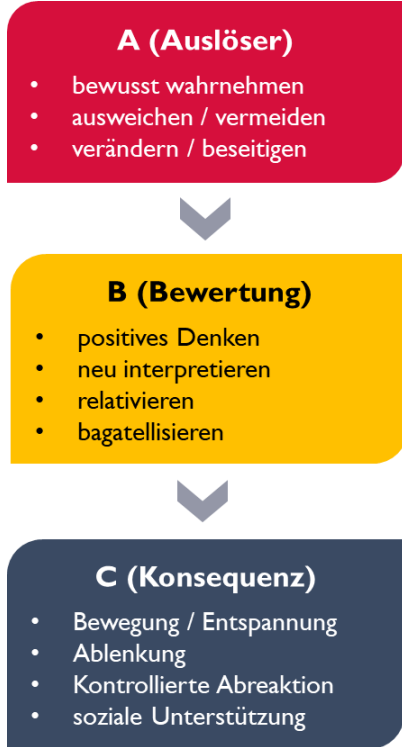 A (Auslöser)
• bewusst wahrnehmen
• ausweichen / vermeiden
• verändern / beseitigen
B (Bewertung)
• positives Denken
• neu interpretieren
• relativieren
• bagatellisieren
C (Konsequenz)
• Bewegung / Entspannung
• Ablenkung
• Kontrollierte Abreaktion
• soziale Unterstützung